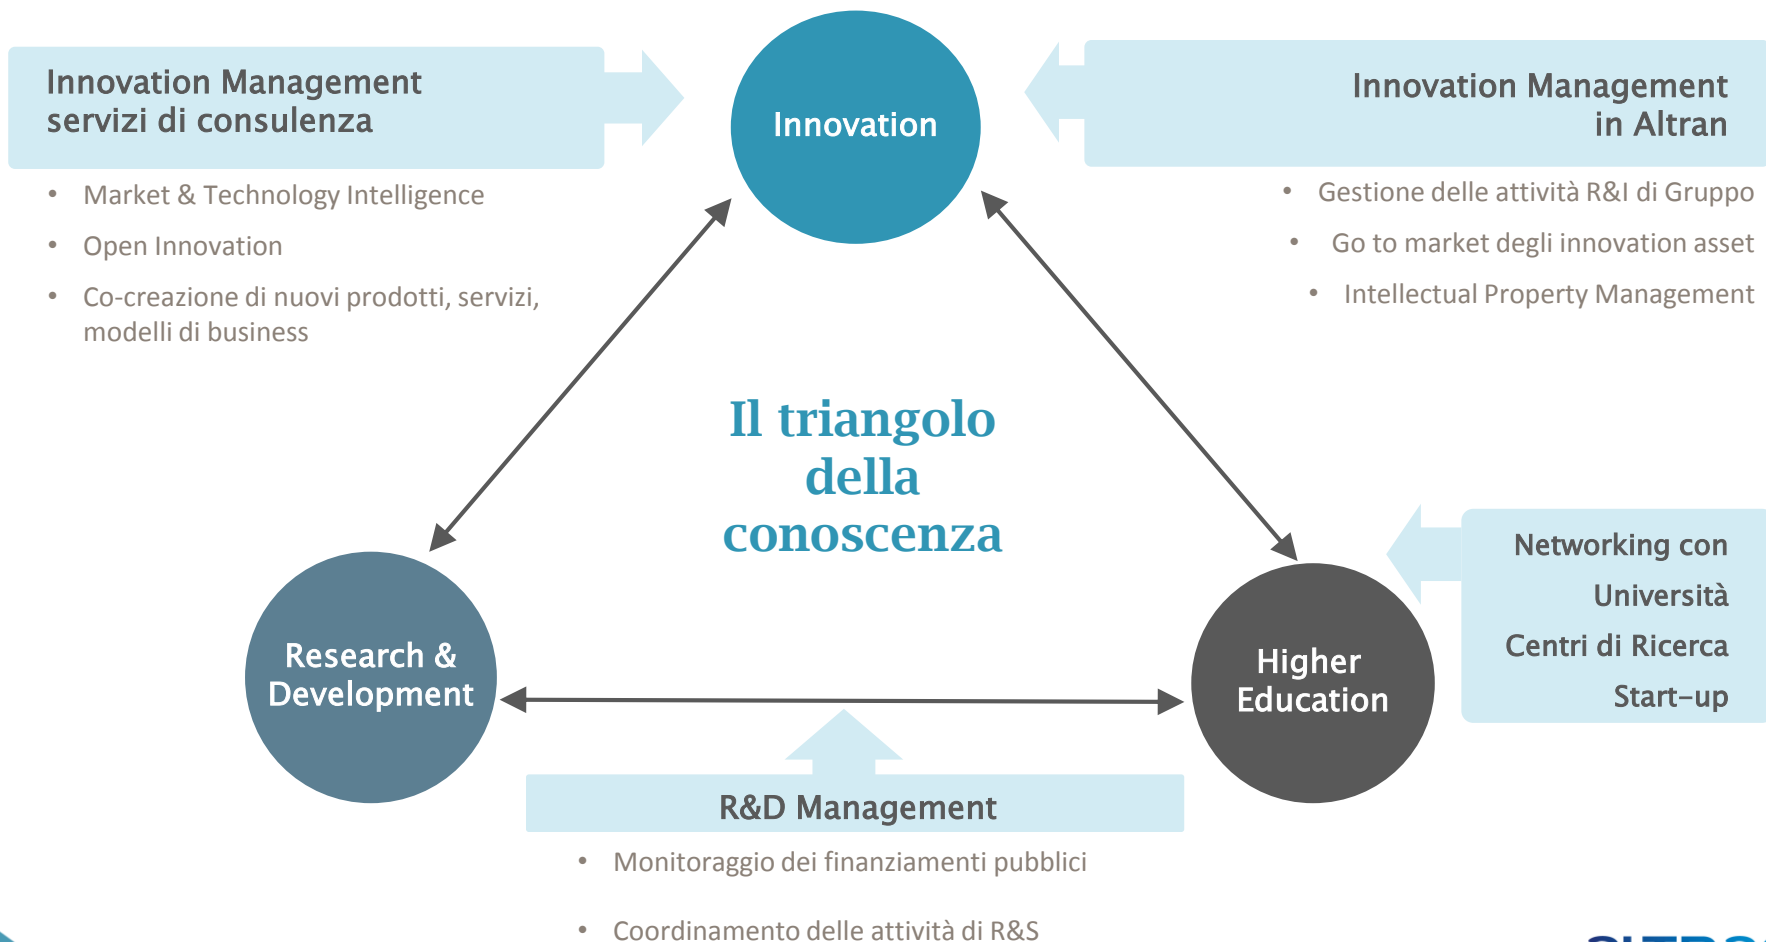 Innovation Management
servizi di consulenza
• Market & Technology Intelligence
• Open Innovation
• Co-creazione di nuovi prodotti, servizi,
modelli di business
Innovation
Innovation Management
in Altran
• Gestione delle attività R&I di Gruppo
• Go to market degli innovation asset
• Intellectual Property Management
Il triangolo
della
conoscenza
Research &
Development
Higher
Education
Networking con
Università
Centri di Ricerca
Start-up
R&D Management
• Monitoraggio dei finanziamenti pubblici
• Coordinamento delle attività di R&S